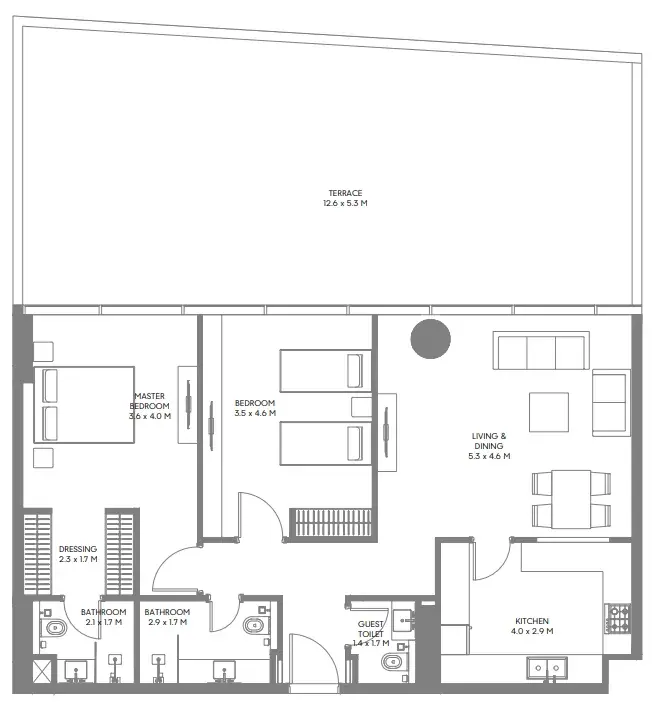 TERRACE
12.6 x 5.3 M
MASTER
BEDROOM
3.6 x 4.0 M
BEDROOM
3.5 x 4.6 M
LIVING &
DINING
5.3 x 4.6 M
DRESSING
2.3 x 1.7 M
BATHROOM
2.1 x 1.7 M
BATHROOM
2.9 x 1.7 M
GUEST
TOILET
1.4 x 1.7 M
KITCHEN
4.0 x 2.9 M